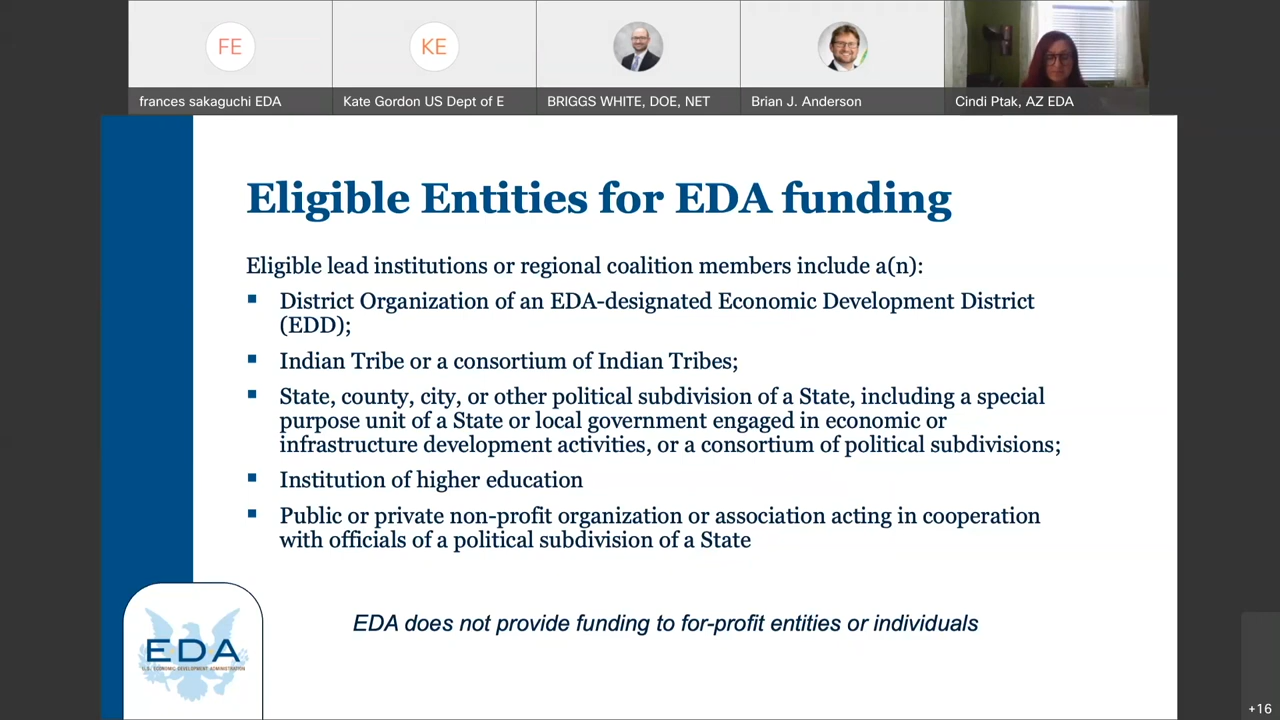 FE
KE
frances sakaguchi EDA
Kate Gordon US Dept of E
BRIGGS WHITE, DOE, NET
Brian J. Anderson
Cindi Ptak, AZ EDA
Eligible Entities for EDA funding
Eligible lead institutions or regional coalition members include a(n):
▪ District Organization of an EDA-designated Economic Development District
(EDD);
▪ Indian Tribe or a consortium of Indian Tribes;
▪ State, county, city, or other political subdivision of a State, including a special
purpose unit of a State or local government engaged in economic or
infrastructure development activities, or a consortium of political subdivisions;
▪ Institution of higher education
▪ Public or private non-profit organization or association acting in cooperation
with officials of a political subdivision of a State
EDA does not provide funding to for-profit entities or individuals
EDA
U.S. ECONOMIC DEVELOPMENT ADMINISTRATION
+16